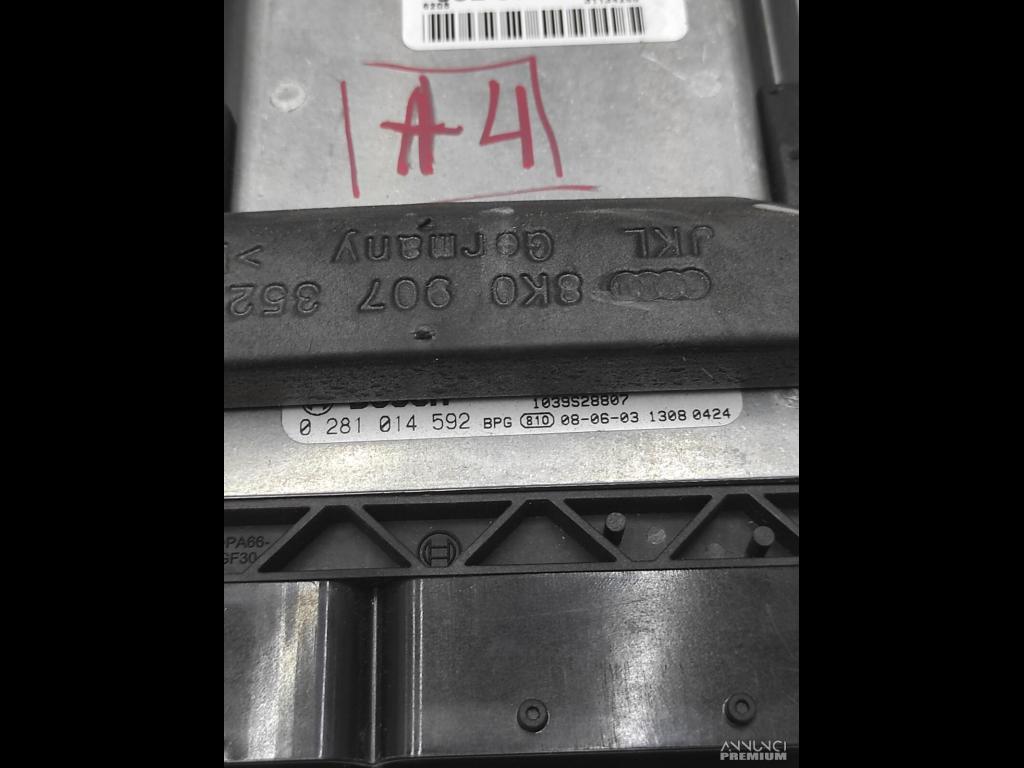 6208
A4
JKL Germany
8K0 907 352
1039S28807
0 281 014 592 BPG 810 08-06-03 1308 0424
PA66-
GF30
ANNUNCI
PREMIUM